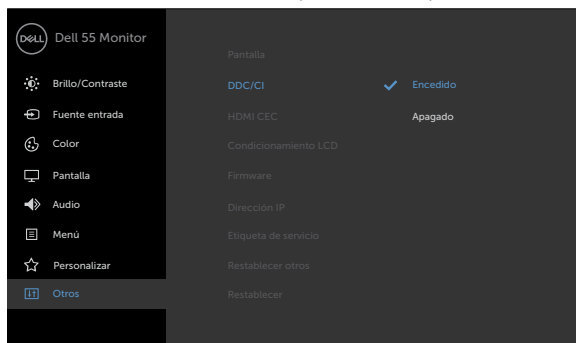 DELL Dell 55 Monitor
Brillo/Contraste
Fuente entrada
Color
Pantalla
Audio
Menú
Personalizar
Otros
Pantalla
DDC/CI
HDMI CEC
Condicionamiento LCD
Firmware
Dirección IP
Etiqueta de servicio
Restablecer otros
Restablecer
Encedido
Apagado